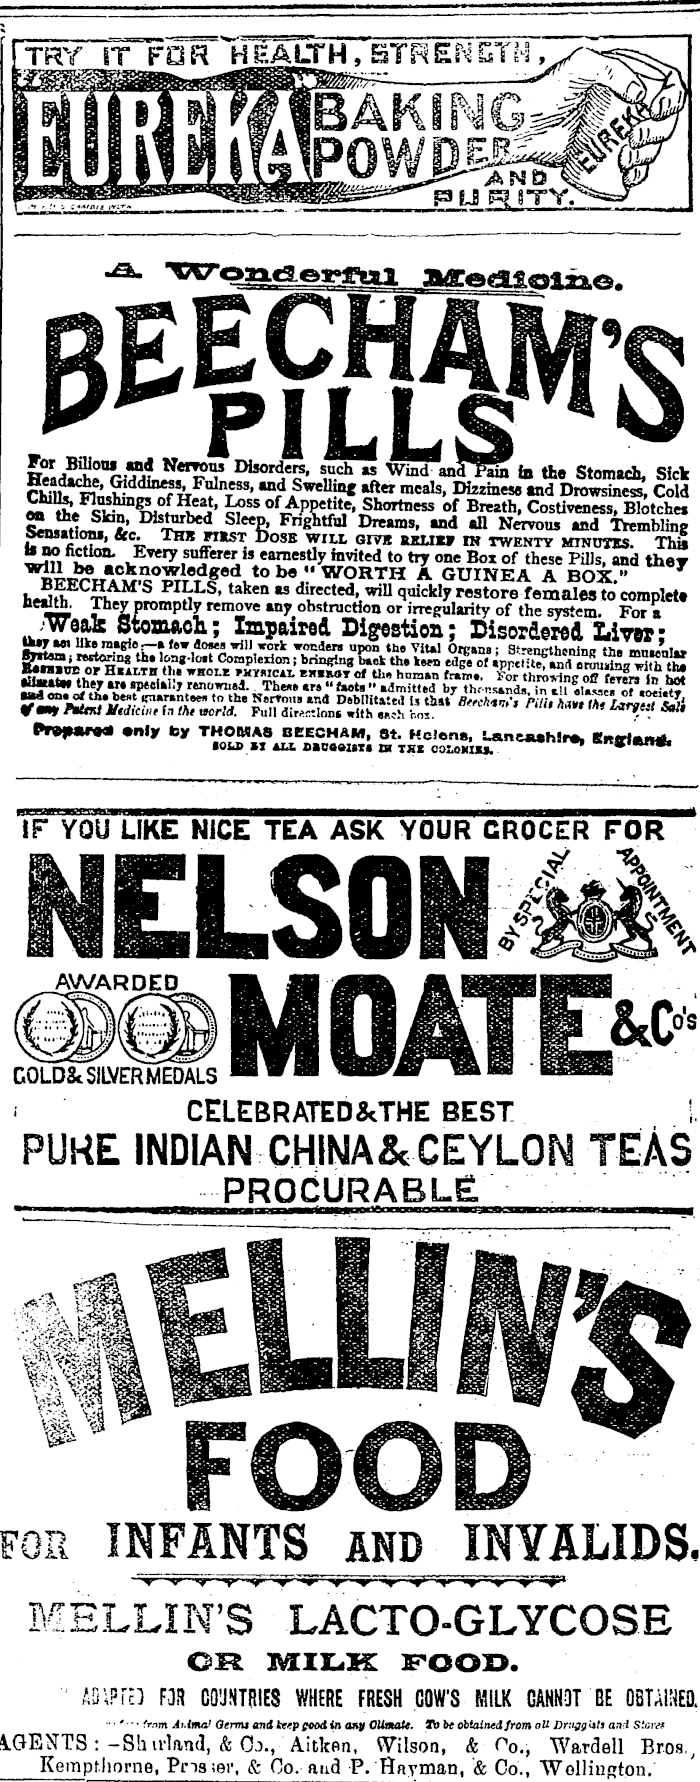 TRY IT FOR HEALTH, STRENGTH,
EUREKA BAKING
POWDER
EUREKA
AND
PURITY.
A Wonderful Medicine.
BEECHAM'S
PILLS
For Bilious and Nervous Disorders, such as Wind and Pain in the Stomach, Sick
Headache, Giddiness, Fulness, and Swelling after meals, Dizziness and Drowsiness, Cold
Chills, Flushings of Heat, Loss of Appetite, Shortness of Breath, Costiveness, Blotches
on the Skin, Disturbed Sleep, Frightful Dreams, and all Nervous and Trembling
Sensations, &c. THE FIRST DOSE WILL GIVE RELIEF IN TWENTY MINUTES. This
is no fiction. Every sufferer is earnestly invited to try one Box of these Pills, and they
will be acknowledged to be "WORTH A GUINEA A BOX."
BEECHAM'S PILLS, taken as directed, will quickly restore females to complete
health. They promptly remove any obstruction or irregularity of the system. For a
Weak Stomach; Impaired Digestion; Disordered Liver;
they act like magic:—a few doses will work wonders upon the Vital Organs; Strengthening the muscular
System; restoring the long-lost Complexion; bringing back the keen edge of appetite, and arousing with the
ROSEBUD OF HEALTH the WHOLE PHYSICAL ENERGY of the human frame. For throwing off fevers in hot
climates they are specially renowned. These are "facts" admitted by thousands, in all classes of society,
and one of the best guarantees to the Nervous and Debilitated is that Beecham's Pills have the Largest Sale
of any Patent Medicine in the world. Full directions with each box.
Prepared only by THOMAS BEECHAM, St. Helens, Lancashire, England.
SOLD BY ALL DRUGGISTS IN THE COLONIES.
IF YOU LIKE NICE TEA ASK YOUR GROCER FOR
NELSON
BY SPECIAL APPOINTMENT
AWARDED
MOATE & Co's
GOLD & SILVER MEDALS
CELEBRATED & THE BEST
PURE INDIAN CHINA & CEYLON TEAS
PROCURABLE
MELLIN'S
FOOD
FOR INFANTS AND INVALIDS.
MELLIN'S LACTO-GLYCOSE
OR MILK FOOD.
ADAPTED FOR COUNTRIES WHERE FRESH COW'S MILK CANNOT BE OBTAINED.
from Animal Germs and keep good in any Climate. To be obtained from all Druggists and Stores
AGENTS:—Sharland, & Co., Aitken, Wilson, & Co., Wardell Bros.,
Kempthorne, Prosser, & Co. and P. Hayman, & Co., Wellington.